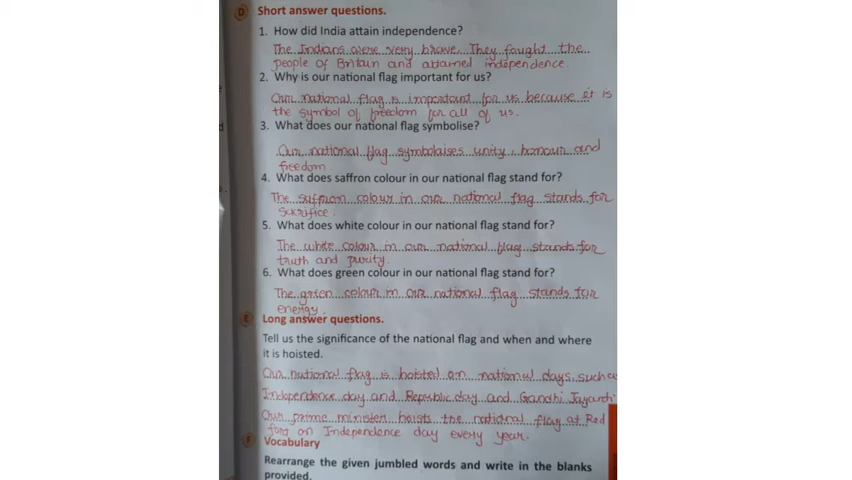 D Short answer questions.
1. How did India attain independence?
The Indians were very brave. They fought the
people of Britain and attained independence.
2. Why is our national flag important for us?
Our national flag is important for us because it is
the symbol of freedom for all of us.
3. What does our national flag symbolise?
Our national flag symbolaises unity, honour and
freedom.
4. What does saffron colour in our national flag stand for?
The suffron colour in our national flag stands for
sacrifice.
5. What does white colour in our national flag stand for?
The white colour in our national flag stands for
truth and purity.
6. What does green colour in our national flag stand for?
The green colour in our national flag stands for
energy.
E Long answer questions.
Tell us the significance of the national flag and when and where
it is hoisted.
Our national flag is hoisted on national days, such as
Independence day and Republic day and Gandhi Jayanti
Our prime minister hoists the national flag at Red
fort on Independence day every year.
F Vocabulary
Rearrange the given jumbled words and write in the blanks
provided.